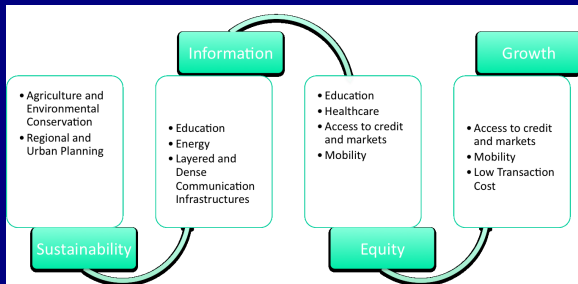 • Agriculture and
Environmental
Conservation
• Regional and
Urban Planning
Sustainability
Information
• Education
• Energy
• Layered and
Dense
Communication
Infrastructures
• Education
• Healthcare
• Access to credit
and markets
• Mobility
Equity
Growth
• Access to credit
and markets
• Mobility
• Low Transaction
Cost